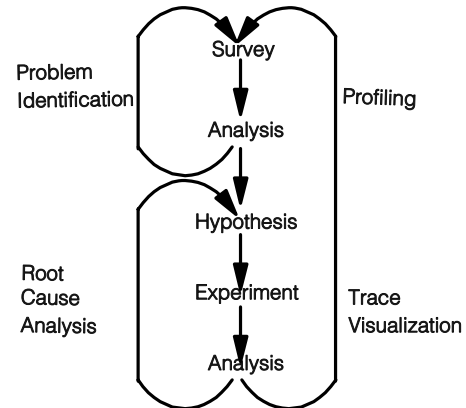 Survey
Problem
Identification
Profiling
Analysis
Hypothesis
Root
Cause
Analysis
Experiment
Trace
Visualization
Analysis